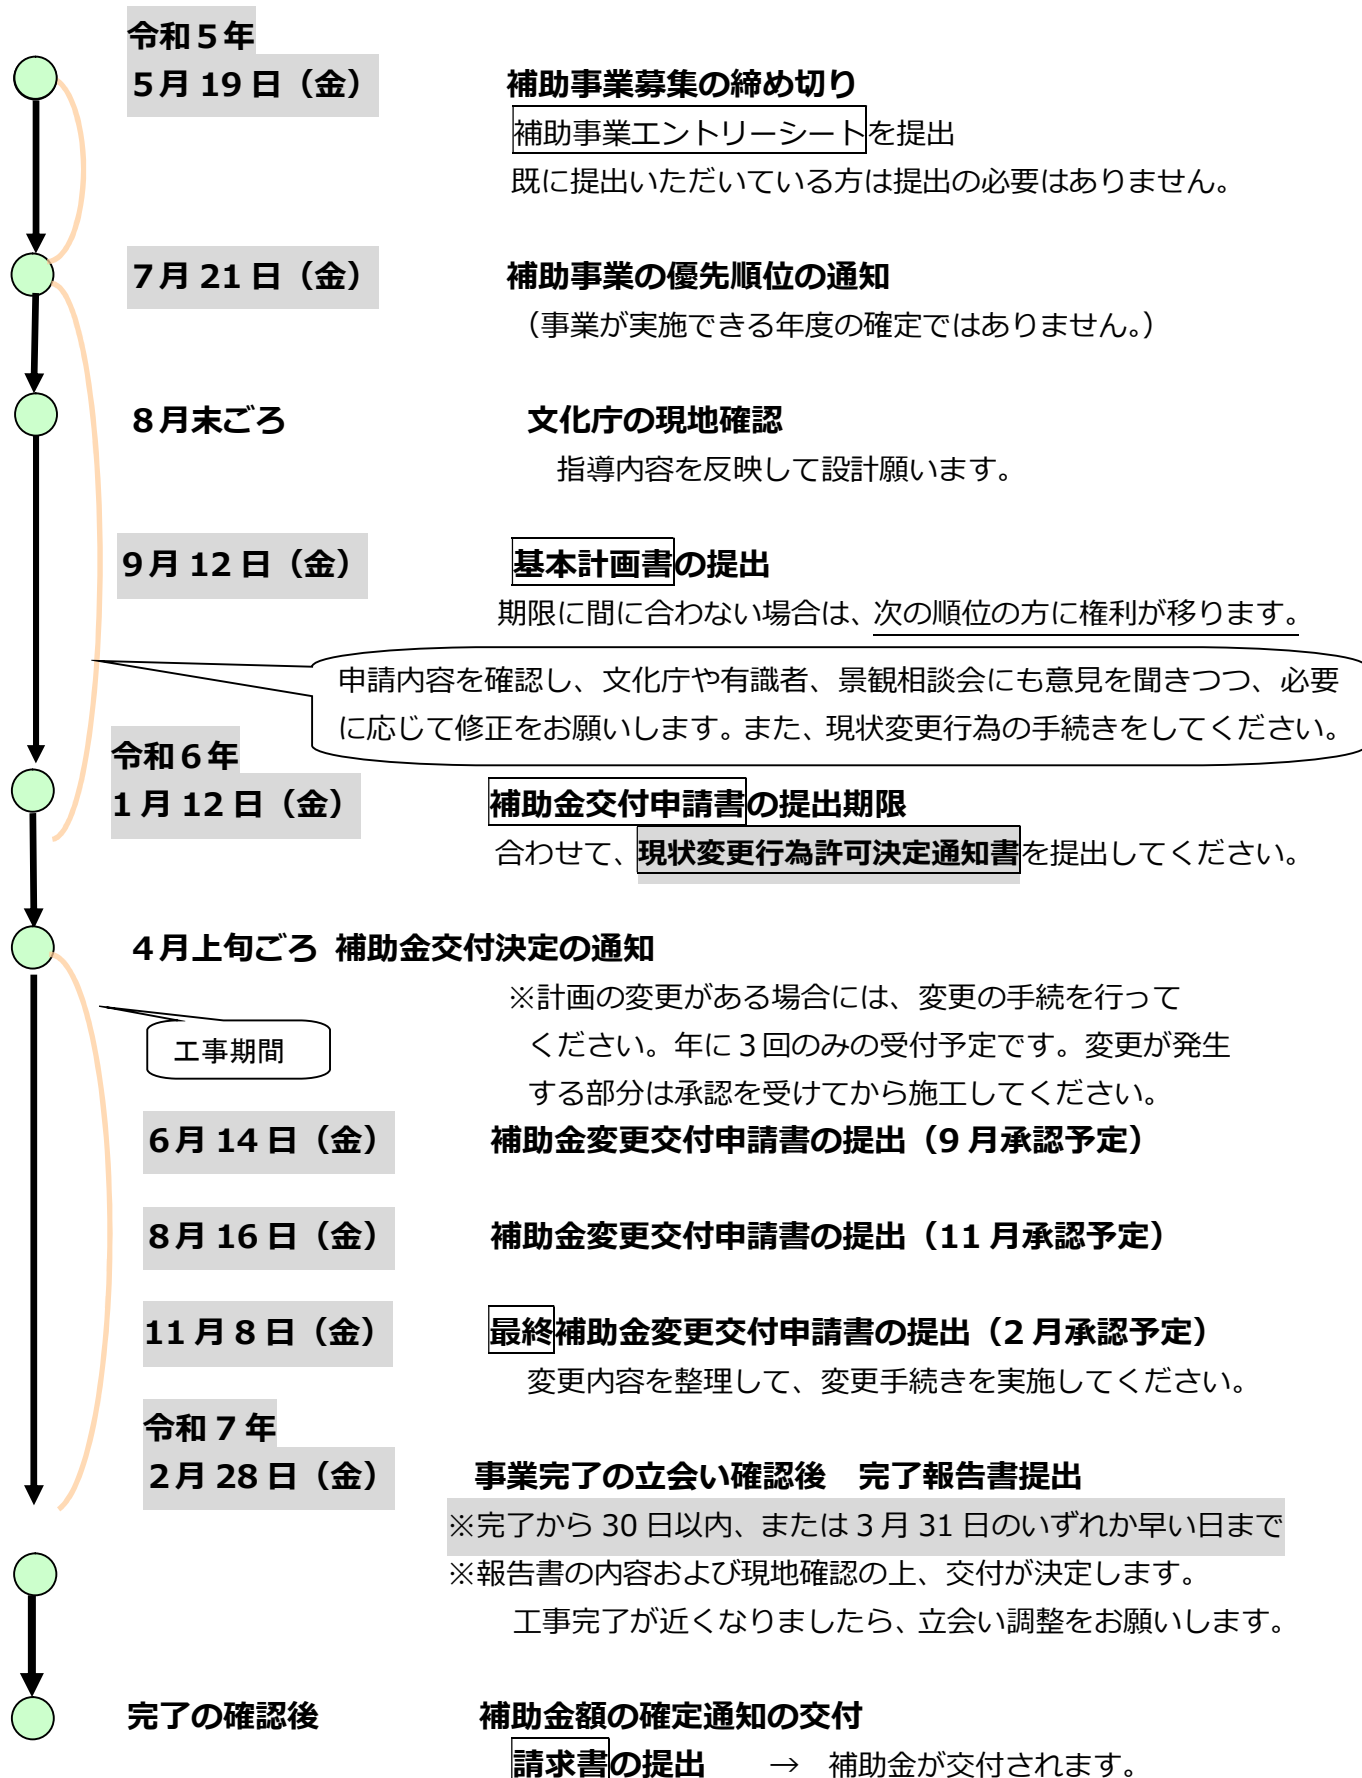 令和５年
５月 19 日（金） 補助事業募集の締め切り
補助事業エントリーシートを提出
既に提出いただいている方は提出の必要はありません。
７月 21 日（金） 補助事業の優先順位の通知
（事業が実施できる年度の確定ではありません。）
８月末ごろ 文化庁の現地確認
指導内容を反映して設計願います。
９月 12 日（金） 基本計画書の提出
期限に間に合わない場合は、次の順位の方に権利が移ります。
申請内容を確認し、文化庁や有識者、景観相談会にも意見を聞きつつ、必要
に応じて修正をお願いします。また、現状変更行為の手続きをしてください。
令和６年
１月 12 日（金） 補助金交付申請書の提出期限
合わせて、現状変更行為許可決定通知書を提出してください。
４月上旬ごろ 補助金交付決定の通知
※計画の変更がある場合には、変更の手続を行って
ください。年に３回のみの受付予定です。変更が発生
する部分は承認を受けてから施工してください。
工事期間
６月 14 日（金） 補助金変更交付申請書の提出（９月承認予定）
８月 16 日（金） 補助金変更交付申請書の提出（11 月承認予定）
11 月８日（金） 最終補助金変更交付申請書の提出（２月承認予定）
変更内容を整理して、変更手続きを実施してください。
令和７年
２月 28 日（金） 事業完了の立会い確認後　完了報告書提出
※完了から 30 日以内、または３月 31 日のいずれか早い日まで
※報告書の内容および現地確認の上、交付が決定します。
工事完了が近くなりましたら、立会い調整をお願いします。
完了の確認後 補助金額の確定通知の交付
請求書の提出　→　補助金が交付されます。